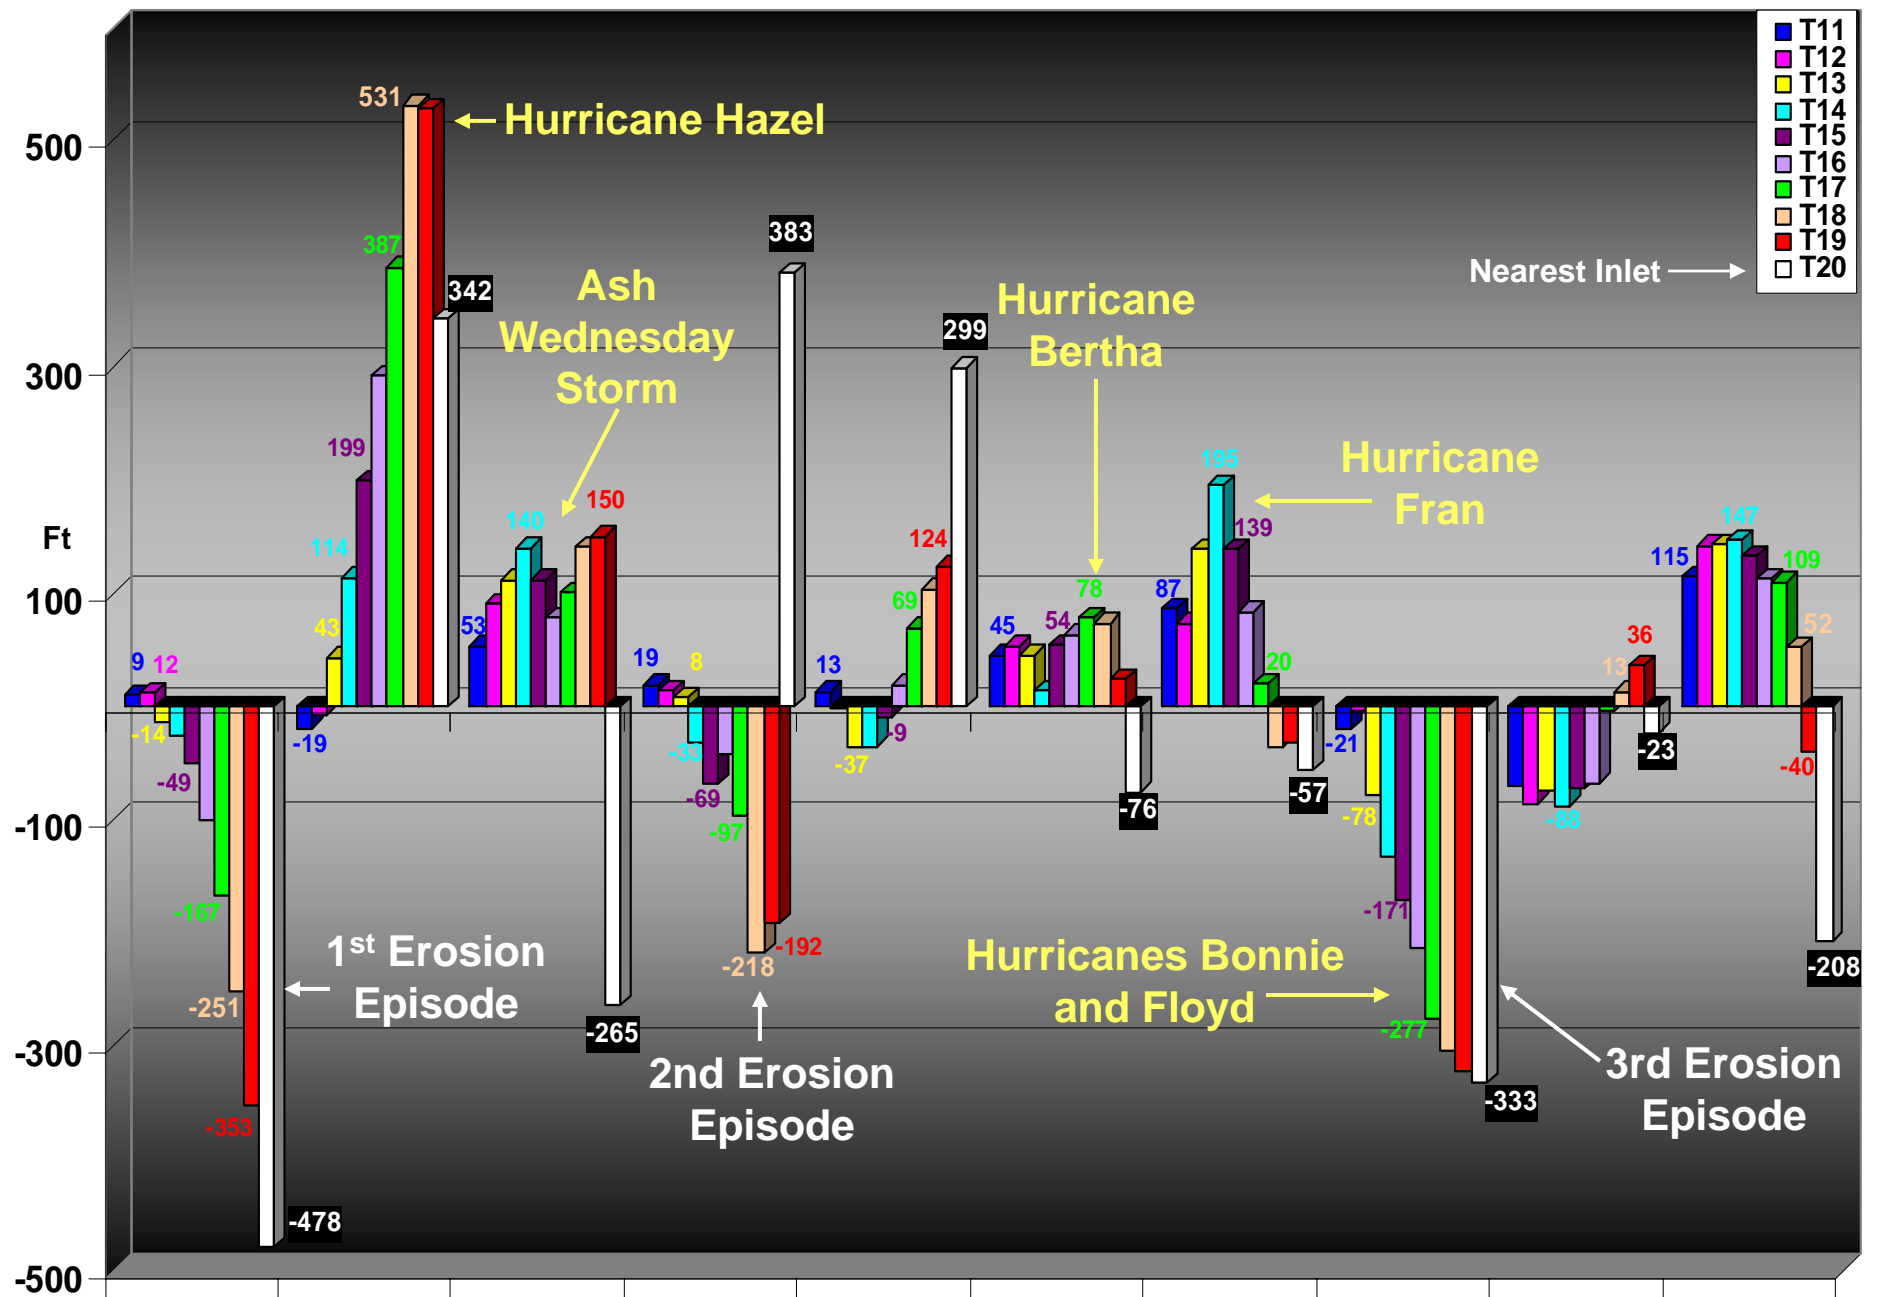 T11
T12
T13
T14
T15
T16
T17
T18
T19
T20
Nearest Inlet
500
300
100
Ft
-100
-300
-500
Hurricane Hazel
Ash
Wednesday
Storm
Hurricane
Bertha
Hurricane
Fran
1st Erosion
Episode
2nd Erosion
Episode
Hurricanes Bonnie
and Floyd
3rd Erosion
Episode
9
12
-14
-49
-167
-251
-353
-478
-19
43
114
199
387
531
342
53
140
150
-265
19
8
-33
-69
-97
-218
-192
383
13
-37
-9
69
124
299
45
54
78
-76
87
195
139
20
-57
-21
-78
-171
-277
-333
-88
13
36
-23
115
147
109
52
-40
-208